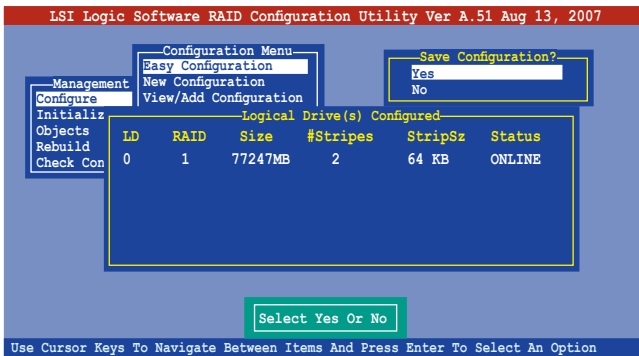 LSI Logic Software RAID Configuration Utility Ver A.51 Aug 13, 2007
Configuration Menu
Easy Configuration
New Configuration
View/Add Configuration
Save Configuration?
Yes
No
Management
Configure
Initializ
Objects
Rebuild
Check Con
Logical Drive(s) Configured
LD RAID Size #Stripes StripSz Status
0 1 77247MB 2 64 KB ONLINE
Select Yes Or No
Use Cursor Keys To Navigate Between Items And Press Enter To Select An Option